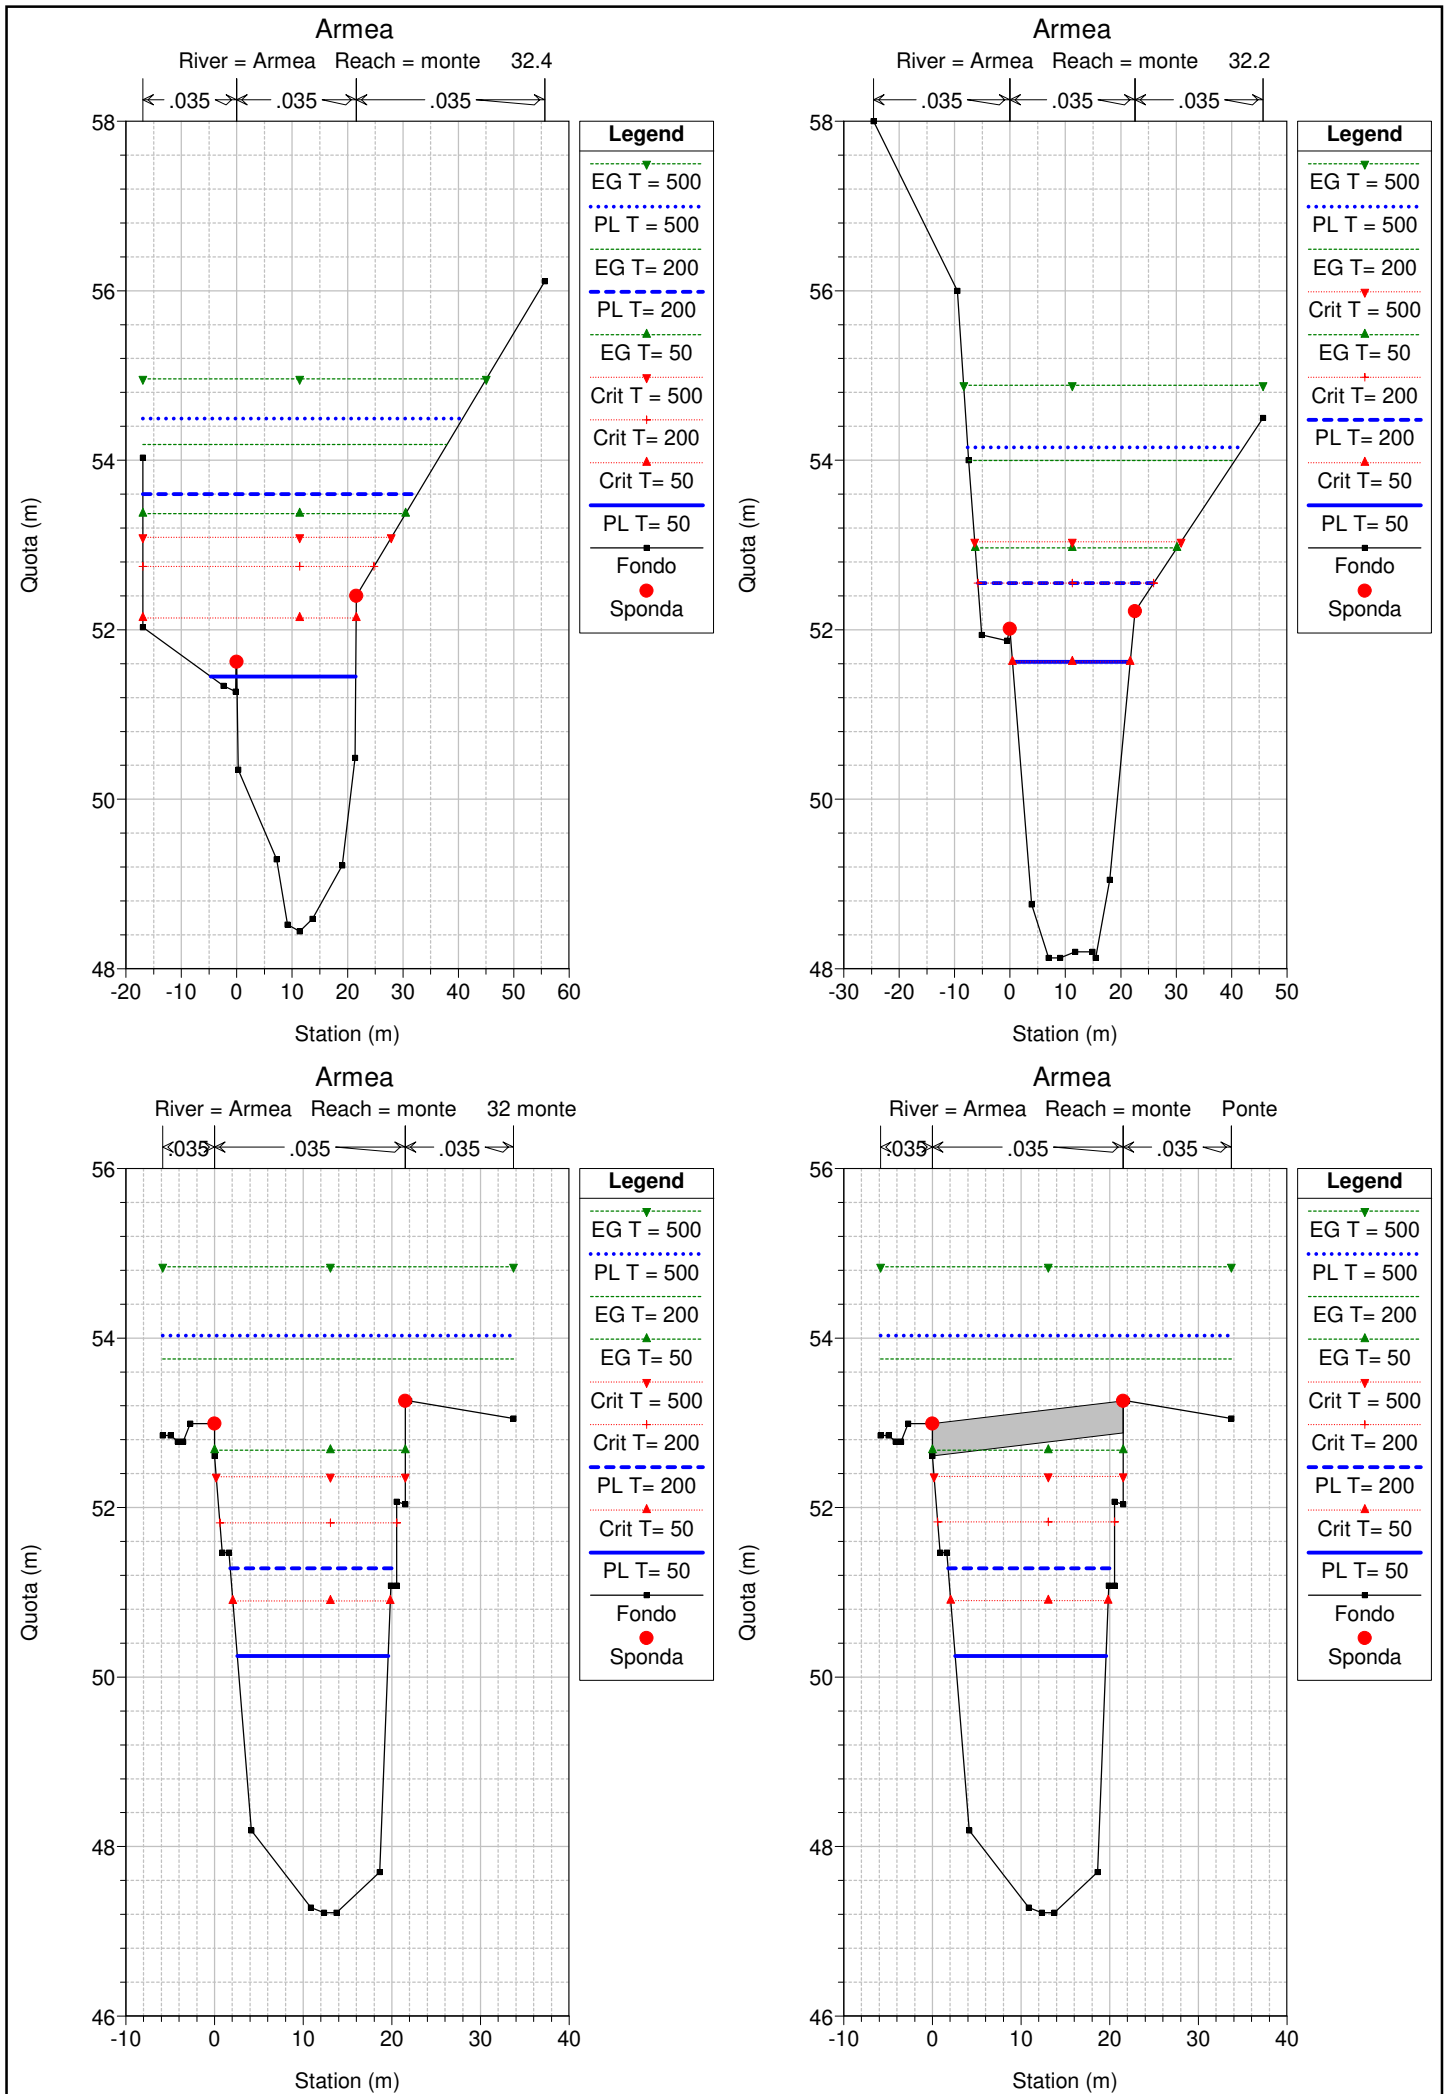 Armea
River = Armea Reach = monte 32.4
.035 .035 .035
58
56
54
52
50
48
-20 -10 0 10 20 30 40 50 60
Station (m)
Quota (m)
Legend
EG T = 500
PL T = 500
EG T= 200
PL T= 200
EG T= 50
Crit T = 500
Crit T= 200
Crit T= 50
PL T= 50
Fondo
Sponda
Armea
River = Armea Reach = monte 32.2
.035 .035 .035
58
56
54
52
50
48
-30 -20 -10 0 10 20 30 40 50
Station (m)
Quota (m)
Legend
EG T = 500
PL T = 500
EG T= 200
Crit T = 500
EG T= 50
Crit T= 200
PL T= 200
Crit T= 50
PL T= 50
Fondo
Sponda
Armea
River = Armea Reach = monte 32 monte
.035 .035 .035
56
54
52
50
48
46
-10 0 10 20 30 40
Station (m)
Quota (m)
Legend
EG T = 500
PL T = 500
EG T= 200
EG T= 50
Crit T = 500
Crit T= 200
PL T= 200
Crit T= 50
PL T= 50
Fondo
Sponda
Armea
River = Armea Reach = monte Ponte
.035 .035 .035
56
54
52
50
48
46
-10 0 10 20 30 40
Station (m)
Quota (m)
Legend
EG T = 500
PL T = 500
EG T= 200
EG T= 50
Crit T = 500
Crit T= 200
PL T= 200
Crit T= 50
PL T= 50
Fondo
Sponda